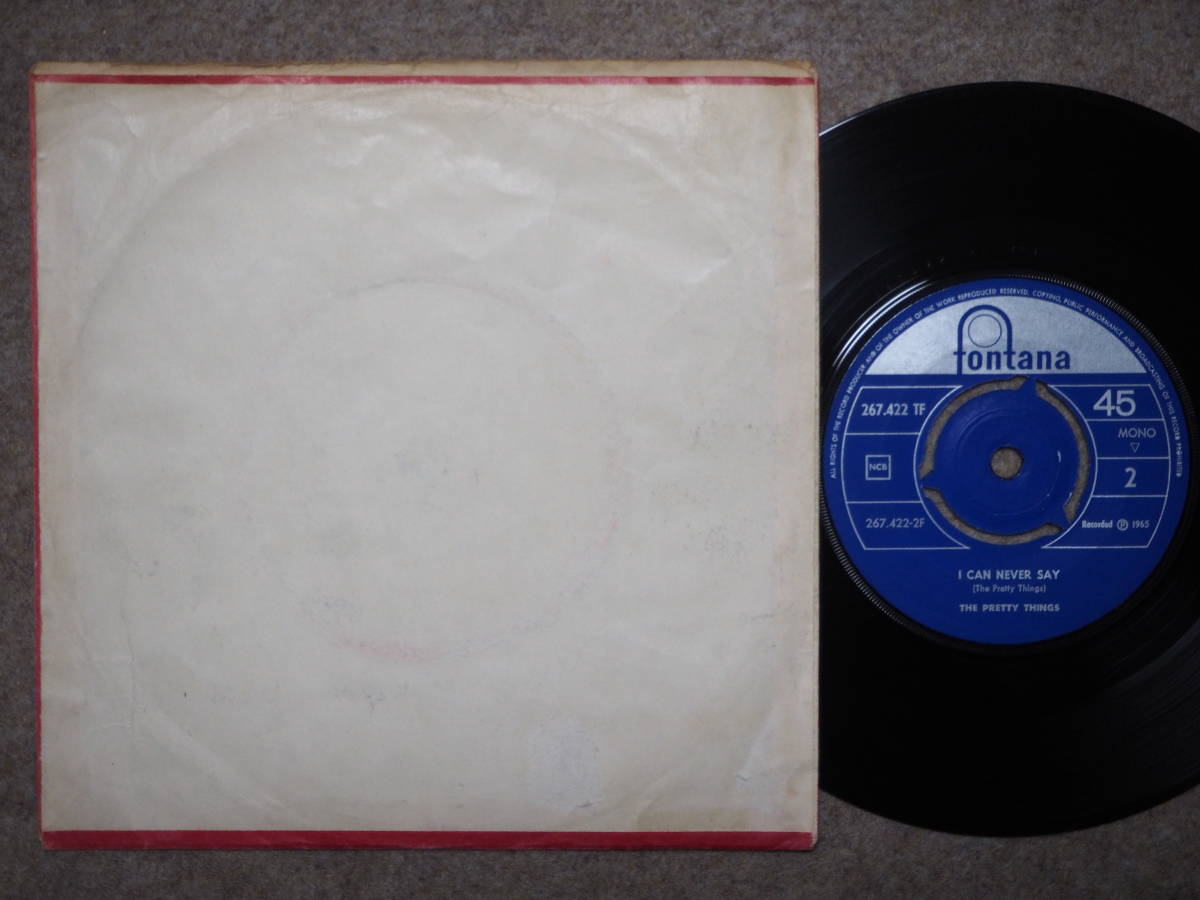 ALL RIGHTS OF THE RECORD PRODUCER AND OF THE OWNER OF THE WORK REPRODUCED RESERVED. COPYING, PUBLIC PERFORMANCE AND BROADCASTING OF THIS RECORD PROHIBITED
fontana
267.422 TF
45
MONO
NCB
2
267.422-2F
Recorded ℗ 1965
I CAN NEVER SAY
(The Pretty Things)
THE PRETTY THINGS